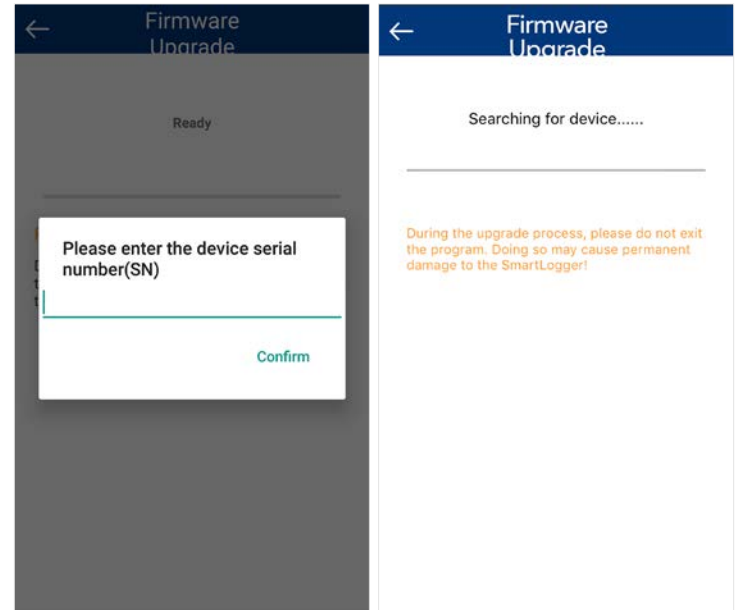 Firmware
Upgrade
Ready
Please enter the device serial
number(SN)
Confirm
Firmware
Upgrade
Searching for device......
During the upgrade process, please do not exit
the program. Doing so may cause permanent
damage to the SmartLogger!